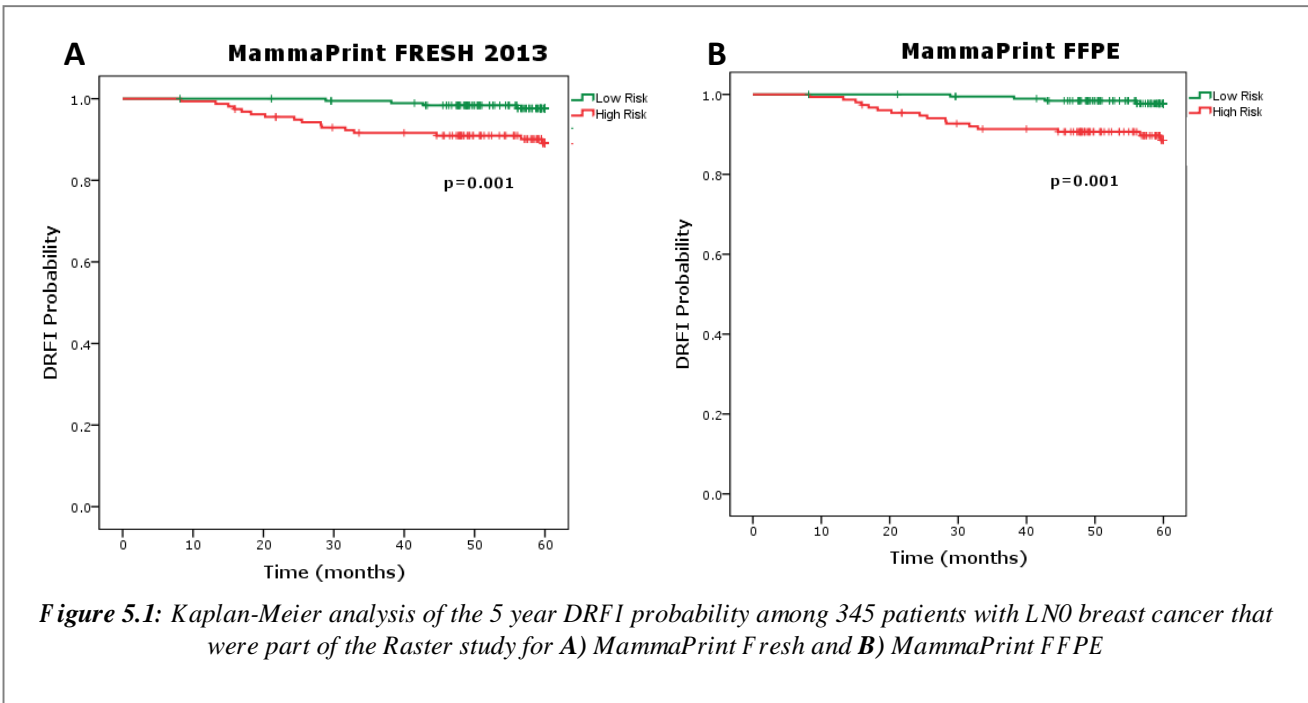 A
MammaPrint FRESH 2013
1.0
0.8
0.6
0.4
0.2
0.0
DRFI Probability
0
10
20
30
40
50
60
Time (months)
Low Risk
High Risk
p=0.001
B
MammaPrint FFPE
1.0
0.8
0.6
0.4
0.2
0.0
DRFI Probability
0
10
20
30
40
50
60
Time (months)
Low Risk
High Risk
p=0.001
Figure 5.1: Kaplan-Meier analysis of the 5 year DRFI probability among 345 patients with LN0 breast cancer that
were part of the Raster study for A) MammaPrint Fresh and B) MammaPrint FFPE